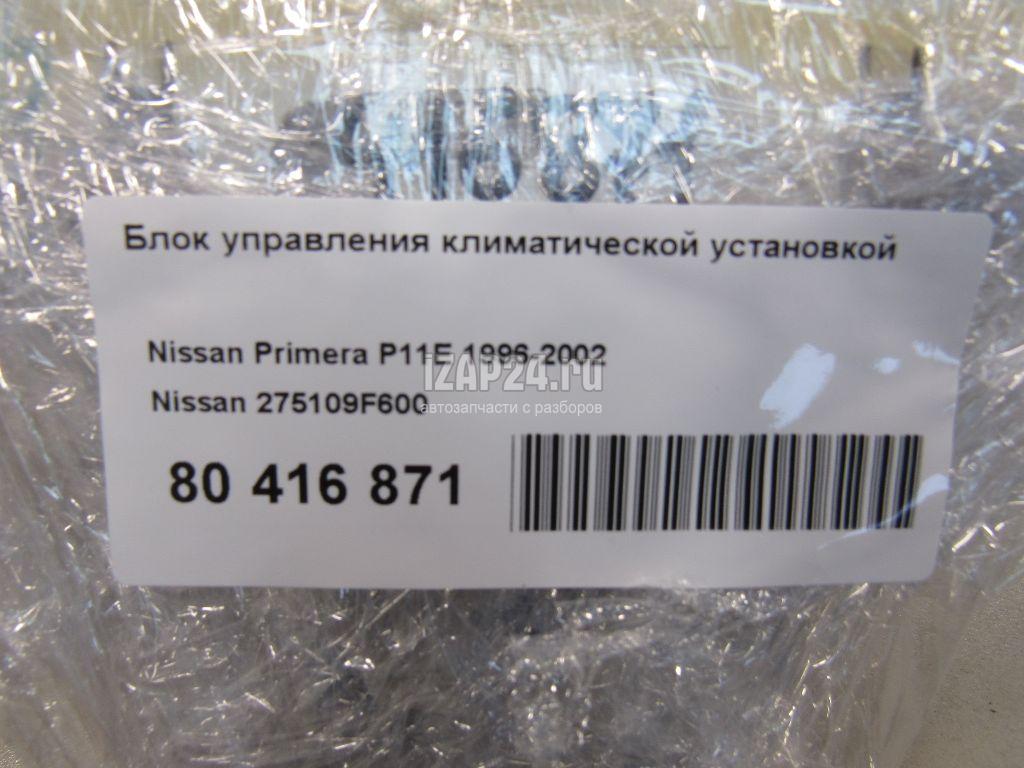 Блок управления климатической установкой
Nissan Primera P11E 1996-2002
iZAP24.ru
Nissan 275109F600
автозапчасти с разборов
80 416 871